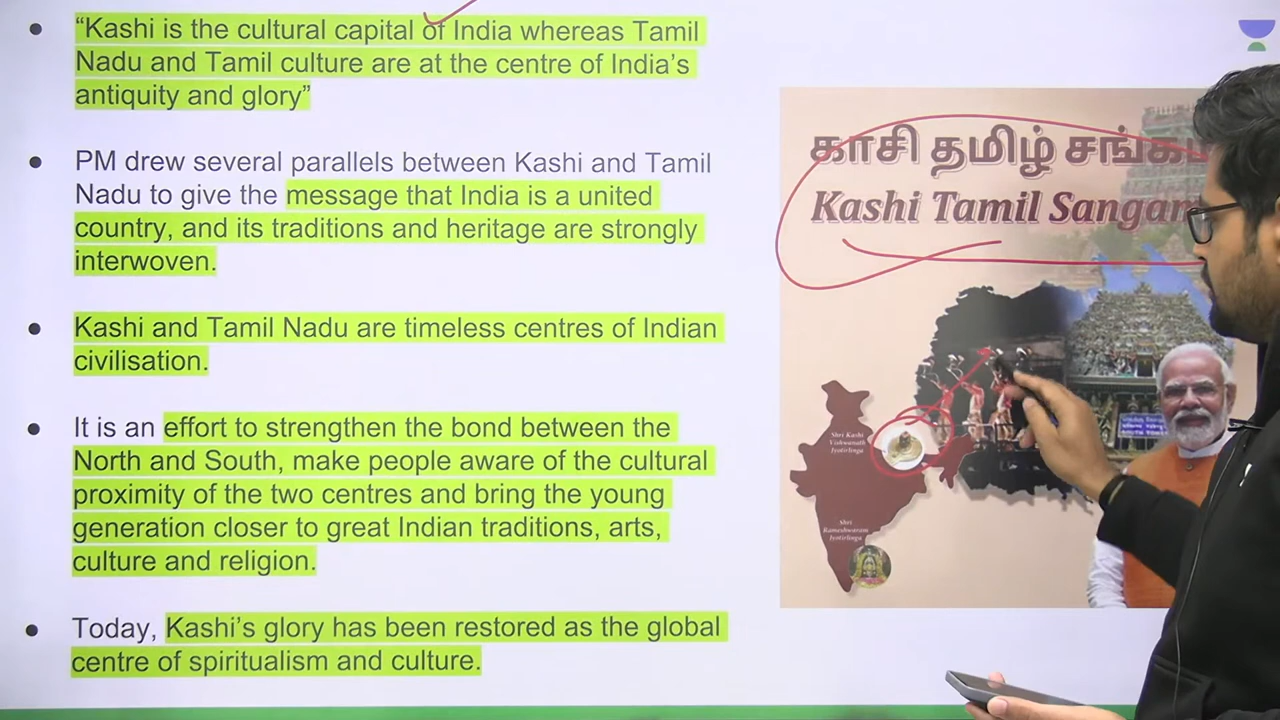 “Kashi is the cultural capital of India whereas Tamil
Nadu and Tamil culture are at the centre of India’s
antiquity and glory”
PM drew several parallels between Kashi and Tamil
Nadu to give the message that India is a united
country, and its traditions and heritage are strongly
interwoven.
Kashi and Tamil Nadu are timeless centres of Indian
civilisation.
It is an effort to strengthen the bond between the
North and South, make people aware of the cultural
proximity of the two centres and bring the young
generation closer to great Indian traditions, arts,
culture and religion.
Today, Kashi’s glory has been restored as the global
centre of spiritualism and culture.
காசி தமிழ்
Kashi Tamil Sangam
Shri Kashi
Vishwanath
Jyotirlinga
Shri
Rameshwaram
Jyotirlinga